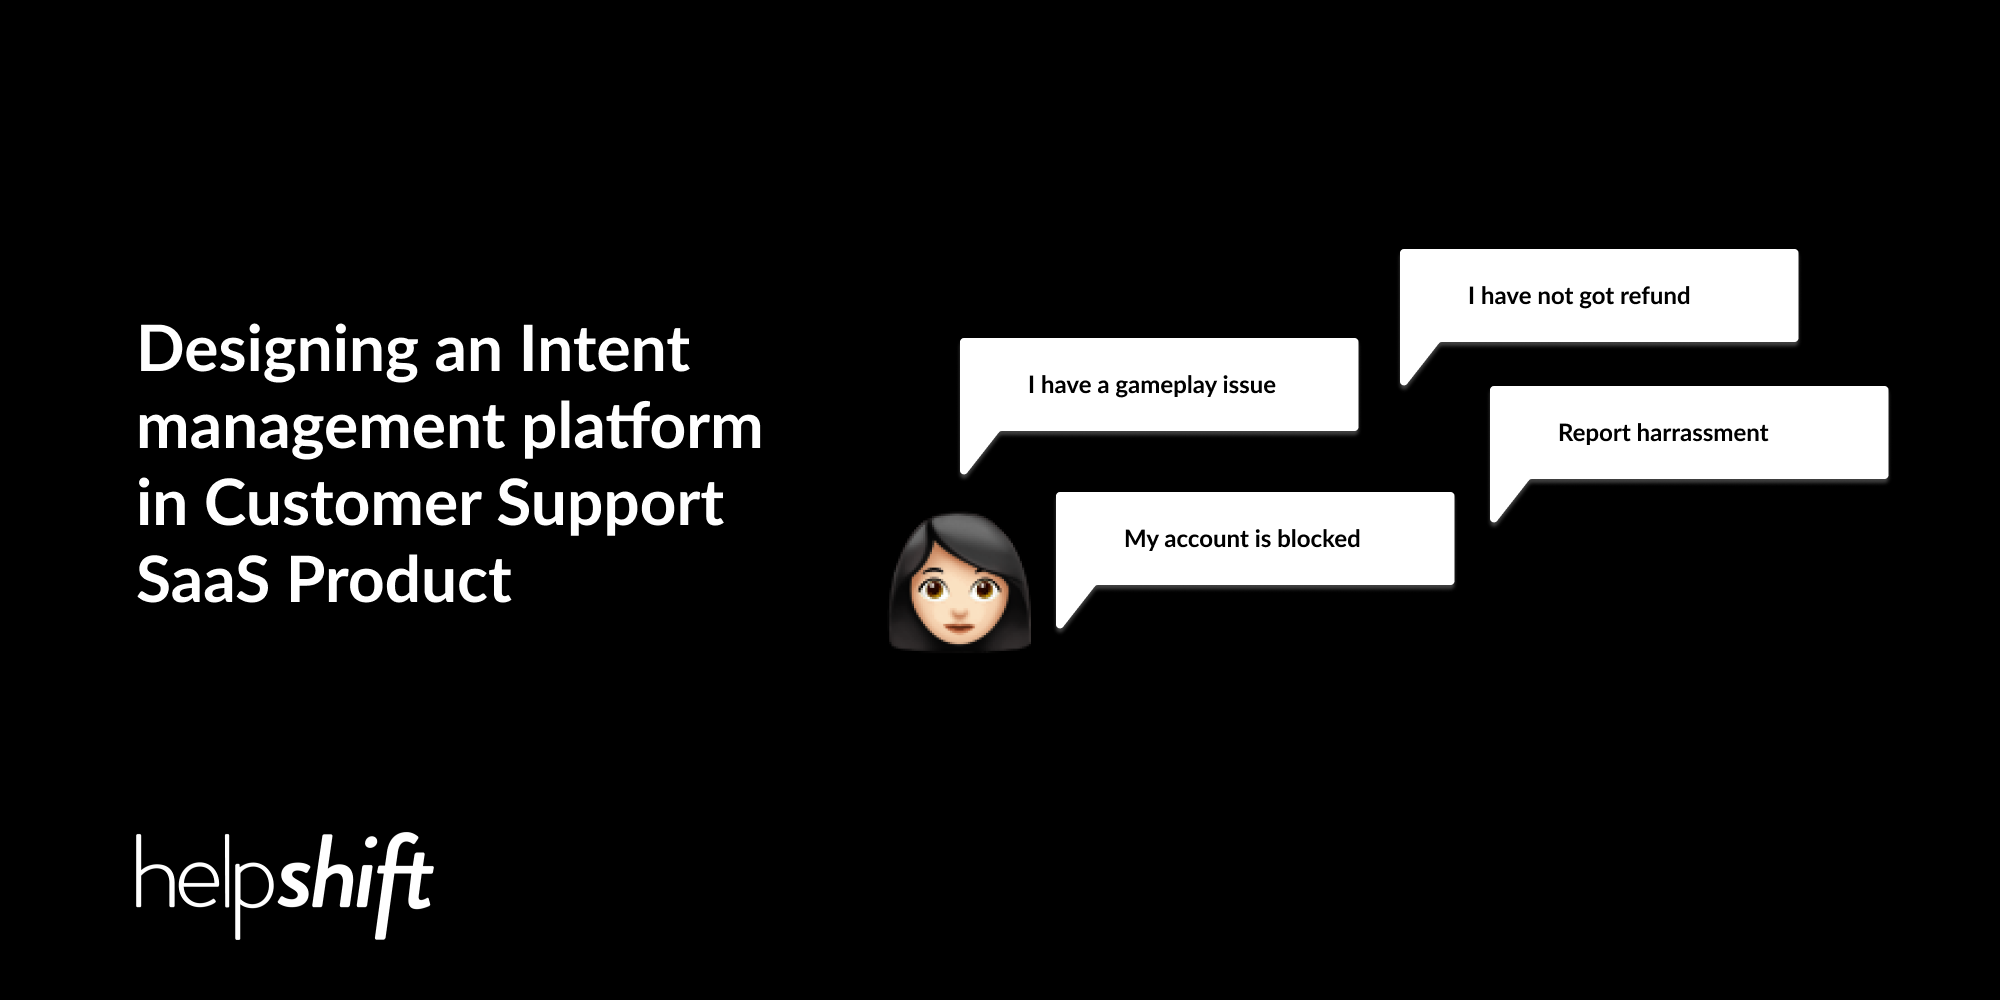 Designing an Intent
management platform
in Customer Support
SaaS Product
I have not got refund
I have a gameplay issue
Report harrassment
My account is blocked
helpshift